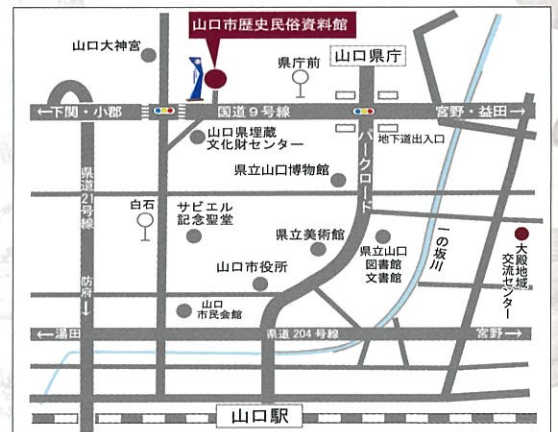 山口市歴史民俗資料館
山口大神宮
県庁前
山口県庁
←下関・小郡
国道9号線
宮野・益田→
山口県埋蔵
文化財センター
地下道出入口
パークロード
県立山口博物館
県道21号線
防府↓
白石
サビエル
記念聖堂
県立美術館
県立山口
図書館
文書館
一の坂川
大殿地域
交流センター
山口市役所
山口
市民会館
←湯田
県道204号線
宮野→
山口駅